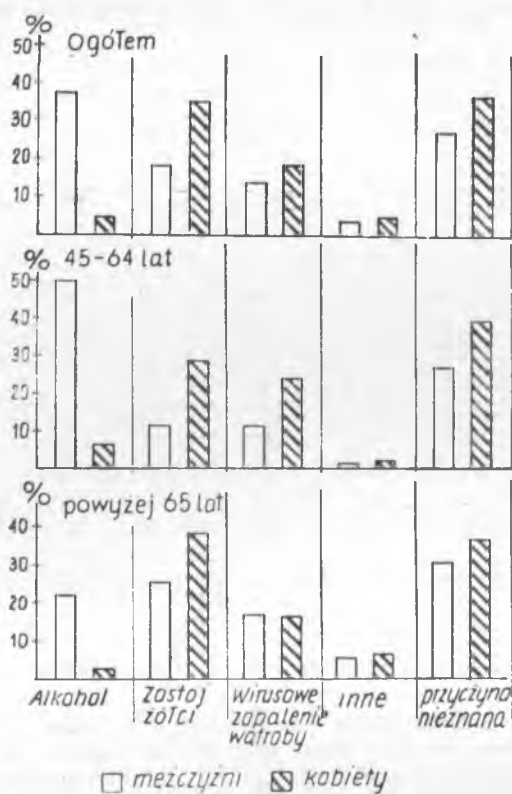 %
Ogółem
50
40
30
20
10
%
45-64 lat
50
40
30
20
10
%
powyżej 65 lat
40
30
20
10
Alkohol
Zastój
żółci
wirusowe
zapalenie
wątroby
inne
przyczyna
nieznana
mężczyźni
kobiety